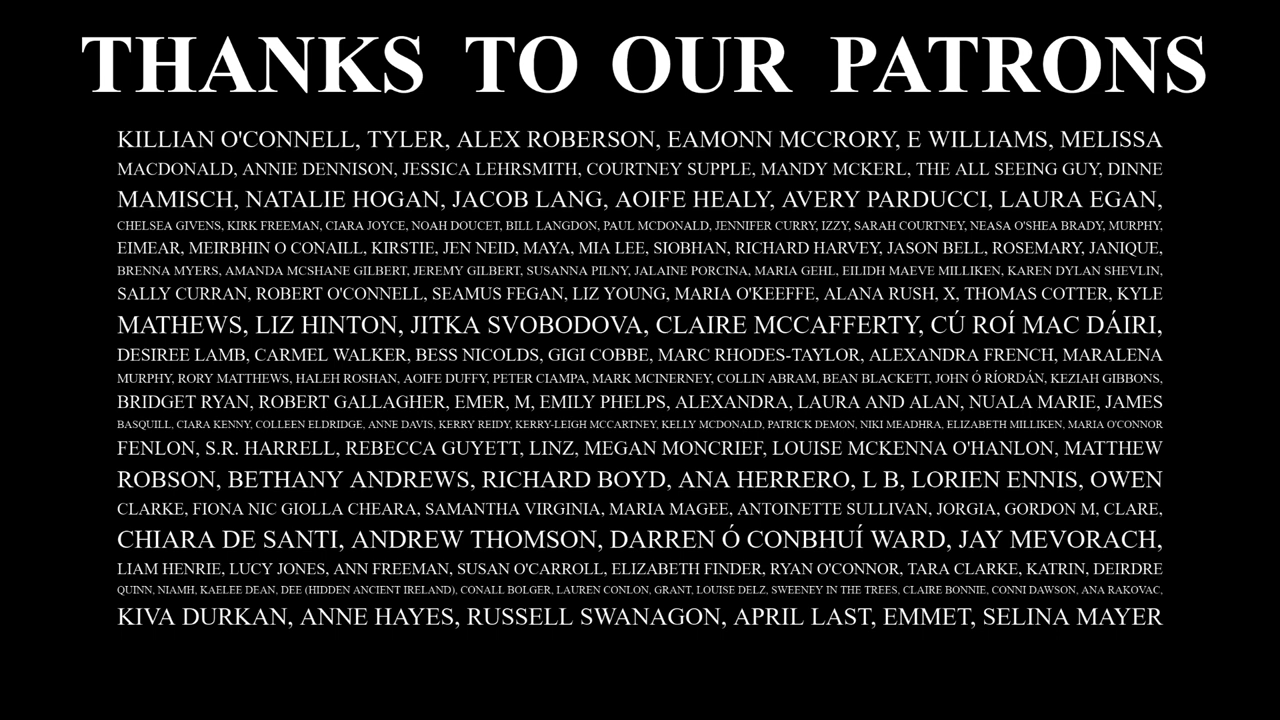 THANKS TO OUR PATRONS
KILLIAN O'CONNELL, TYLER, ALEX ROBERSON, EAMONN MCCRORY, E WILLIAMS, MELISSA
MACDONALD, ANNIE DENNISON, JESSICA LEHRSMITH, COURTNEY SUPPLE, MANDY MCKERL, THE ALL SEEING GUY, DINNE
MAMISCH, NATALIE HOGAN, JACOB LANG, AOIFE HEALY, AVERY PARDUCCI, LAURA EGAN,
CHELSEA GIVENS, KIRK FREEMAN, CIARA JOYCE, NOAH DOUCET, BILL LANGDON, PAUL MCDONALD, JENNIFER CURRY, IZZY, SARAH COURTNEY, NEASA O'SHEA BRADY, MURPHY,
EIMEAR, MEIRBHIN O CONAILL, KIRSTIE, JEN NEID, MAYA, MIA LEE, SIOBHAN, RICHARD HARVEY, JASON BELL, ROSEMARY, JANIQUE,
BRENNA MYERS, AMANDA MCSHANE GILBERT, JEREMY GILBERT, SUSANNA PILNY, JALAINE PORCINA, MARIA GEHL, EILIDH MAEVE MILLIKEN, KAREN DYLAN SHEVLIN,
SALLY CURRAN, ROBERT O'CONNELL, SEAMUS FEGAN, LIZ YOUNG, MARIA O'KEEFFE, ALANA RUSH, X, THOMAS COTTER, KYLE
MATHEWS, LIZ HINTON, JITKA SVOBODOVA, CLAIRE MCCAFFERTY, CÚ ROÍ MAC DÁIRI,
DESIREE LAMB, CARMEL WALKER, BESS NICOLDS, GIGI COBBE, MARC RHODES-TAYLOR, ALEXANDRA FRENCH, MARALENA
MURPHY, RORY MATTHEWS, HALEH ROSHAN, AOIFE DUFFY, PETER CIAMPA, MARK MCINERNEY, COLLIN ABRAM, BEAN BLACKETT, JOHN Ó RÍORDÁN, KEZIAH GIBBONS,
BRIDGET RYAN, ROBERT GALLAGHER, EMER, M, EMILY PHELPS, ALEXANDRA, LAURA AND ALAN, NUALA MARIE, JAMES
BASQUILL, CIARA KENNY, COLLEEN ELDRIDGE, ANNE DAVIS, KERRY REIDY, KERRY-LEIGH MCCARTNEY, KELLY MCDONALD, PATRICK DEMON, NIKI MEADHRA, ELIZABETH MILLIKEN, MARIA O'CONNOR
FENLON, S.R. HARRELL, REBECCA GUYETT, LINZ, MEGAN MONCRIEF, LOUISE MCKENNA O'HANLON, MATTHEW
ROBSON, BETHANY ANDREWS, RICHARD BOYD, ANA HERRERO, L B, LORIEN ENNIS, OWEN
CLARKE, FIONA NIC GIOLLA CHEARA, SAMANTHA VIRGINIA, MARIA MAGEE, ANTOINETTE SULLIVAN, JORGIA, GORDON M, CLARE,
CHIARA DE SANTI, ANDREW THOMSON, DARREN Ó CONBHUÍ WARD, JAY MEVORACH,
LIAM HENRIE, LUCY JONES, ANN FREEMAN, SUSAN O'CARROLL, ELIZABETH FINDER, RYAN O'CONNOR, TARA CLARKE, KATRIN, DEIRDRE
QUINN, NIAMH, KAELEE DEAN, DEE (HIDDEN ANCIENT IRELAND), CONALL BOLGER, LAUREN CONLON, GRANT, LOUISE DELZ, SWEENEY IN THE TREES, CLAIRE BONNIE, CONNI DAWSON, ANA RAKOVAC,
KIVA DURKAN, ANNE HAYES, RUSSELL SWANAGON, APRIL LAST, EMMET, SELINA MAYER